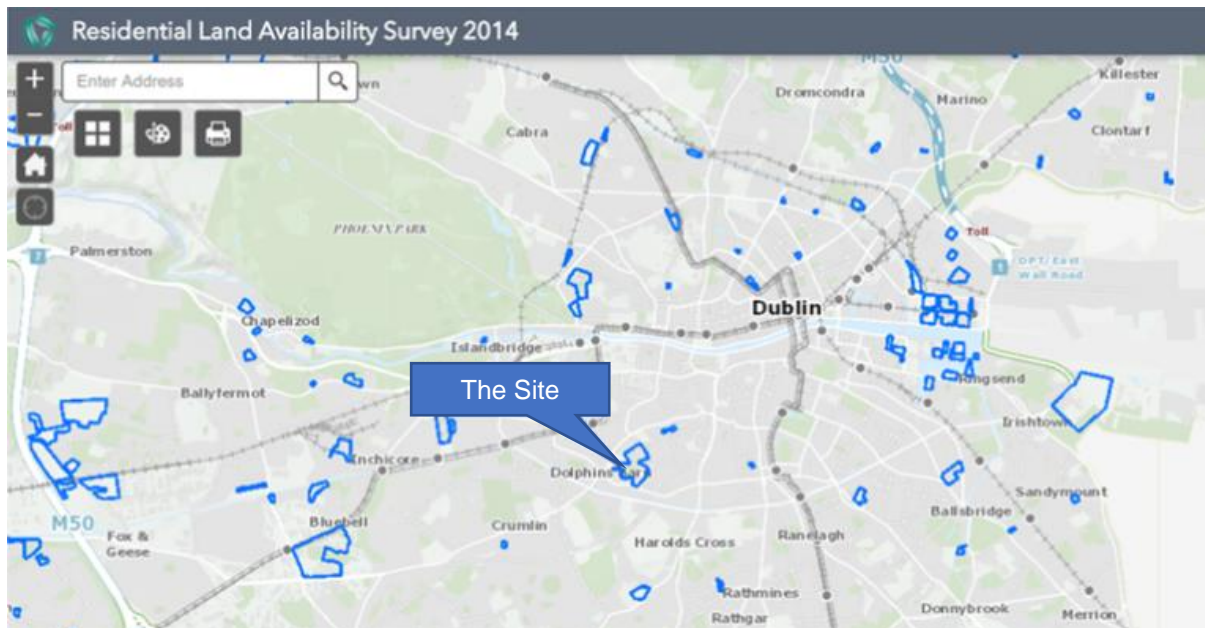 Residential Land Availability Survey 2014
M50
Enter Address
wn
Killester
Dromcondra
Marino
Toll
Cabra
Clontarf
PHOENIX PARK
Palmerston
Toll
DPT/East
Wall Road
Dublin
Chapelizod
Islandbridge
The Site
Ballyfermot
Ringsend
Irishtown
Inchicore
Dolphins Barn
Sandymount
Ballsbridge
M50
Fox &
Geese
Bluebell
Crumlin
Harolds Cross
Ranelagh
Rathmines
Rathgar
Donnybrook
Merrion